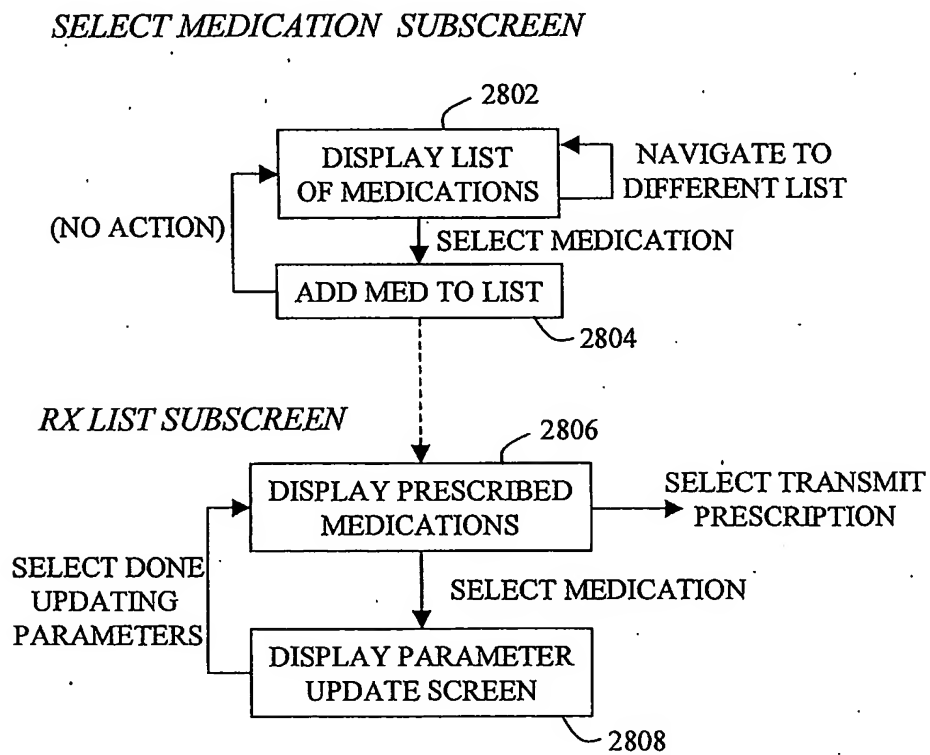 SELECT MEDICATION SUBSCREEN
2802
DISPLAY LIST
OF MEDICATIONS
NAVIGATE TO
DIFFERENT LIST
(NO ACTION)
SELECT MEDICATION
ADD MED TO LIST
2804
RX LIST SUBSCREEN
2806
DISPLAY PRESCRIBED
MEDICATIONS
SELECT TRANSMIT
PRESCRIPTION
SELECT DONE
UPDATING
PARAMETERS
SELECT MEDICATION
DISPLAY PARAMETER
UPDATE SCREEN
2808